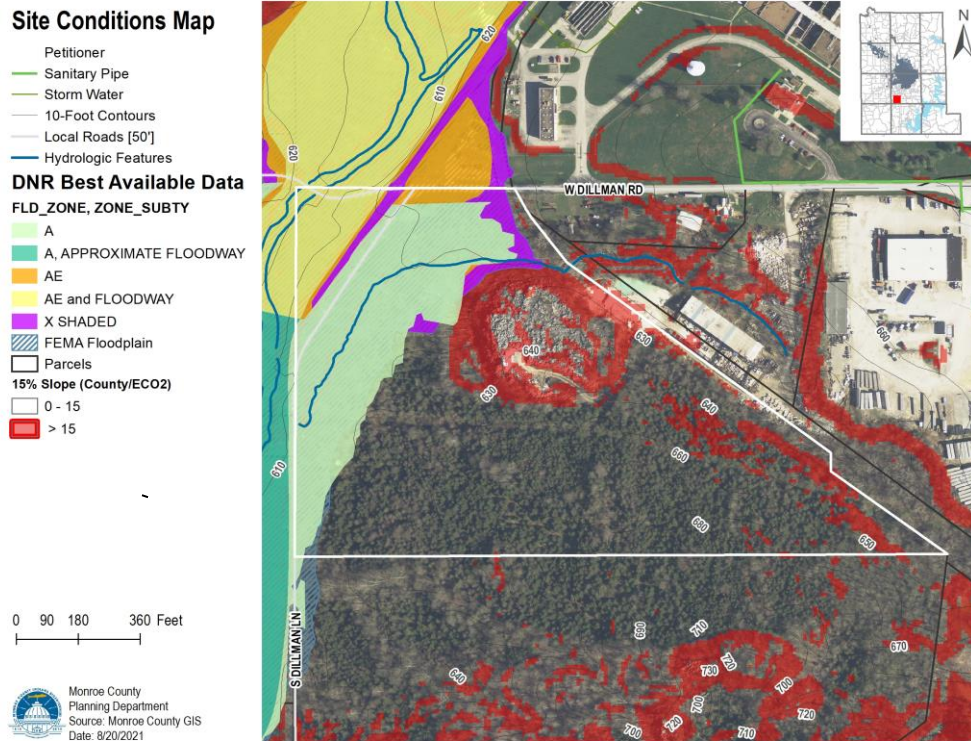 Site Conditions Map
Petitioner
Sanitary Pipe
Storm Water
10-Foot Contours
Local Roads [50']
Hydrologic Features
DNR Best Available Data
FLD_ZONE, ZONE_SUBTY
A
A, APPROXIMATE FLOODWAY
AE
AE and FLOODWAY
X SHADED
FEMA Floodplain
Parcels
15% Slope (County/ECO2)
0 - 15
> 15
0 90 180 360 Feet
Monroe County
Planning Department
Source: Monroe County GIS
Date: 8/20/2021
N
620
610
620
W DILLMAN RD
660
640
630
630
640
660
610
680
650
S DILLMAN LN
690
710
720
730
640
670
700
700
720
720
700
710